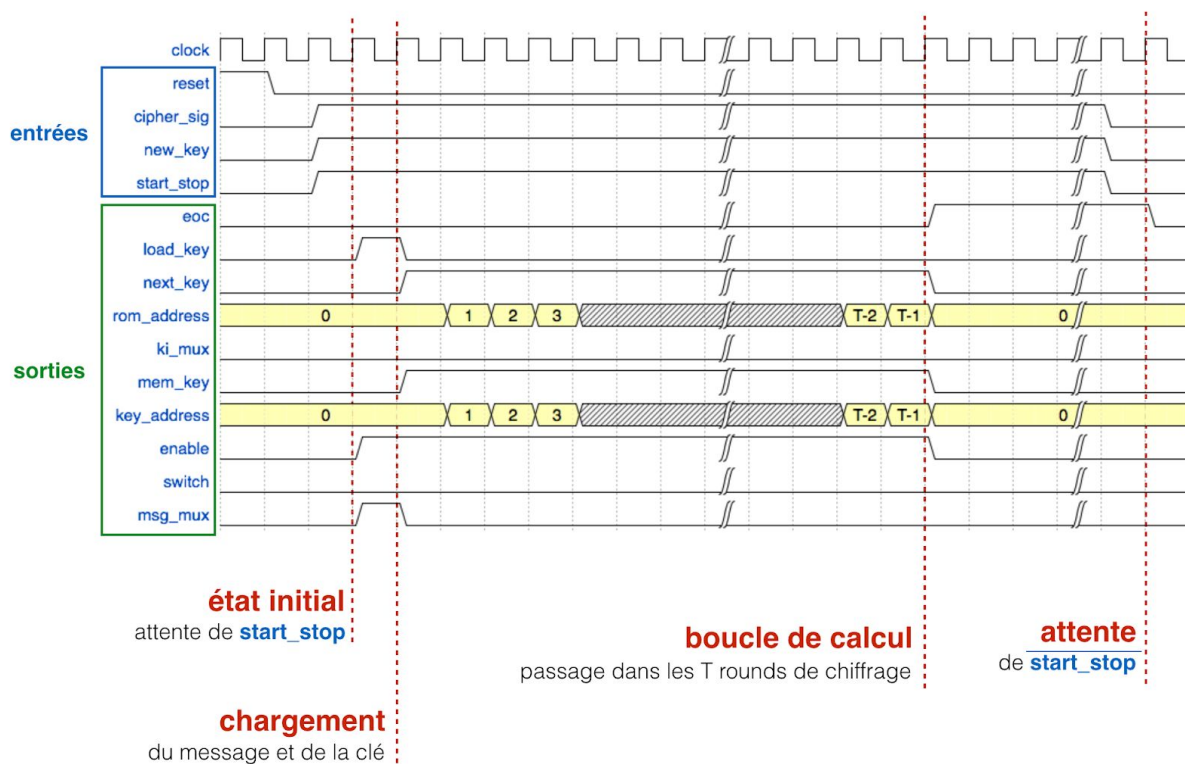 clock
reset
cipher_sig
entrées
new_key
start_stop
eoc
load_key
next_key
rom_address 0 1 2 3 T-2 T-1 0
ki_mux
sorties
mem_key
key_address 0 1 2 3 T-2 T-1 0
enable
switch
msg_mux
état initial
attente de start_stop
boucle de calcul
passage dans les T rounds de chiffrage
attente
de start_stop
chargement
du message et de la clé